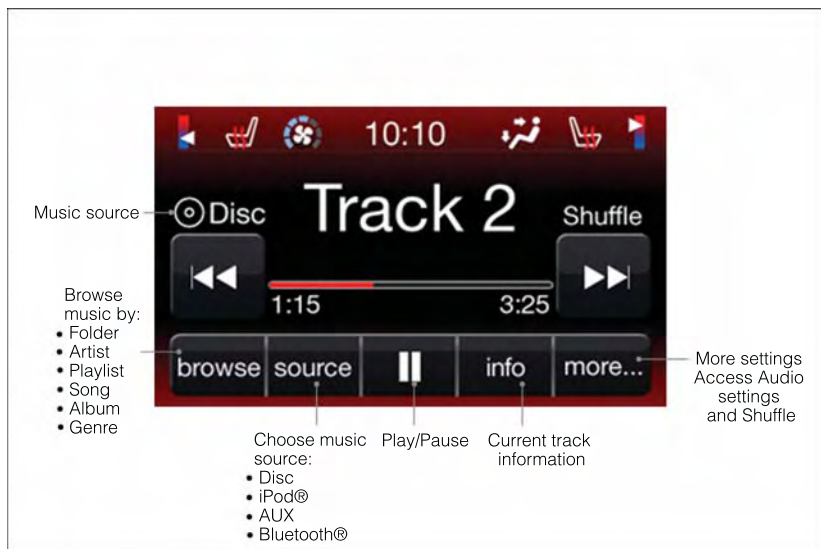 10:10
Music source
Disc
Track 2
Shuffle
1:15
3:25
Browse
music by:
• Folder
• Artist
• Playlist
• Song
• Album
• Genre
browse
source
info
more...
More settings
Access Audio
settings
and Shuffle
Choose music
source:
• Disc
• iPod®
• AUX
• Bluetooth®
Play/Pause
Current track
information